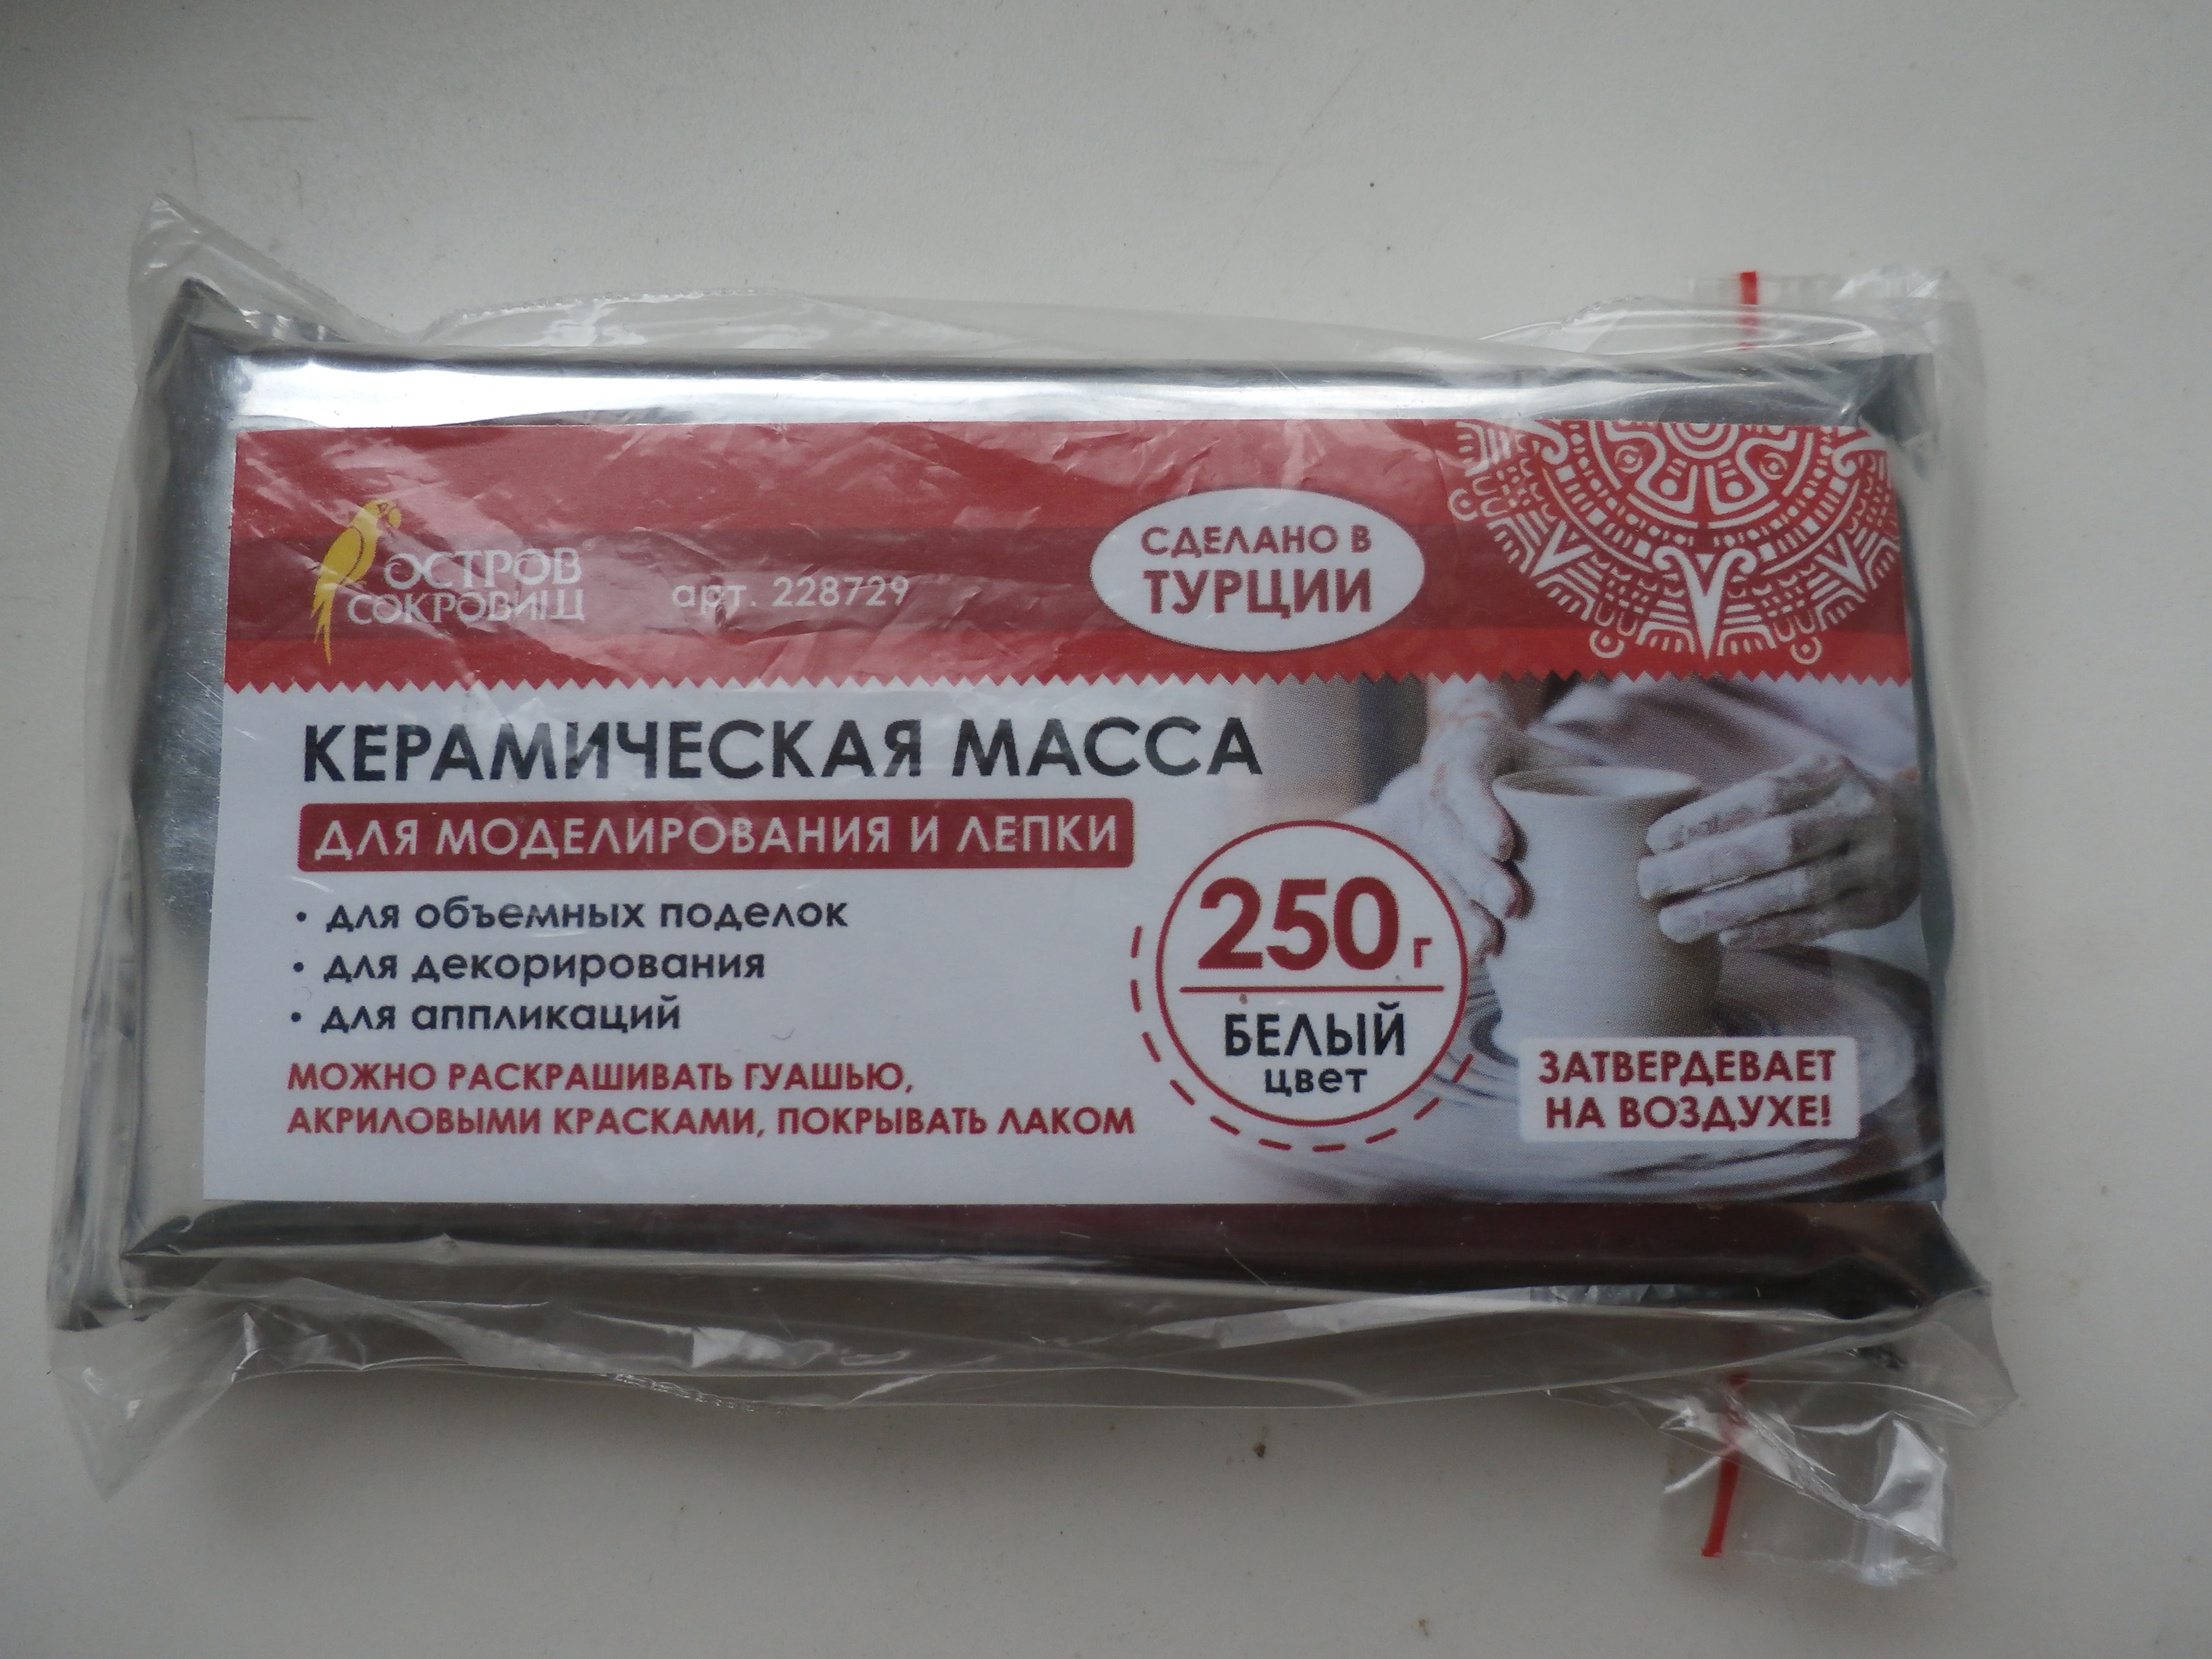 ОСТРОВ
СОКРОВИЩ
арт. 228729
СДЕЛАНО В
ТУРЦИИ
КЕРАМИЧЕСКАЯ МАССА
ДЛЯ МОДЕЛИРОВАНИЯ И ЛЕПКИ
• для объемных поделок
• для декорирования
• для аппликаций
МОЖНО РАСКРАШИВАТЬ ГУАШЬЮ,
АКРИЛОВЫМИ КРАСКАМИ, ПОКРЫВАТЬ ЛАКОМ
250 г
БЕЛЫЙ
цвет
ЗАТВЕРДЕВАЕТ
НА ВОЗДУХЕ!